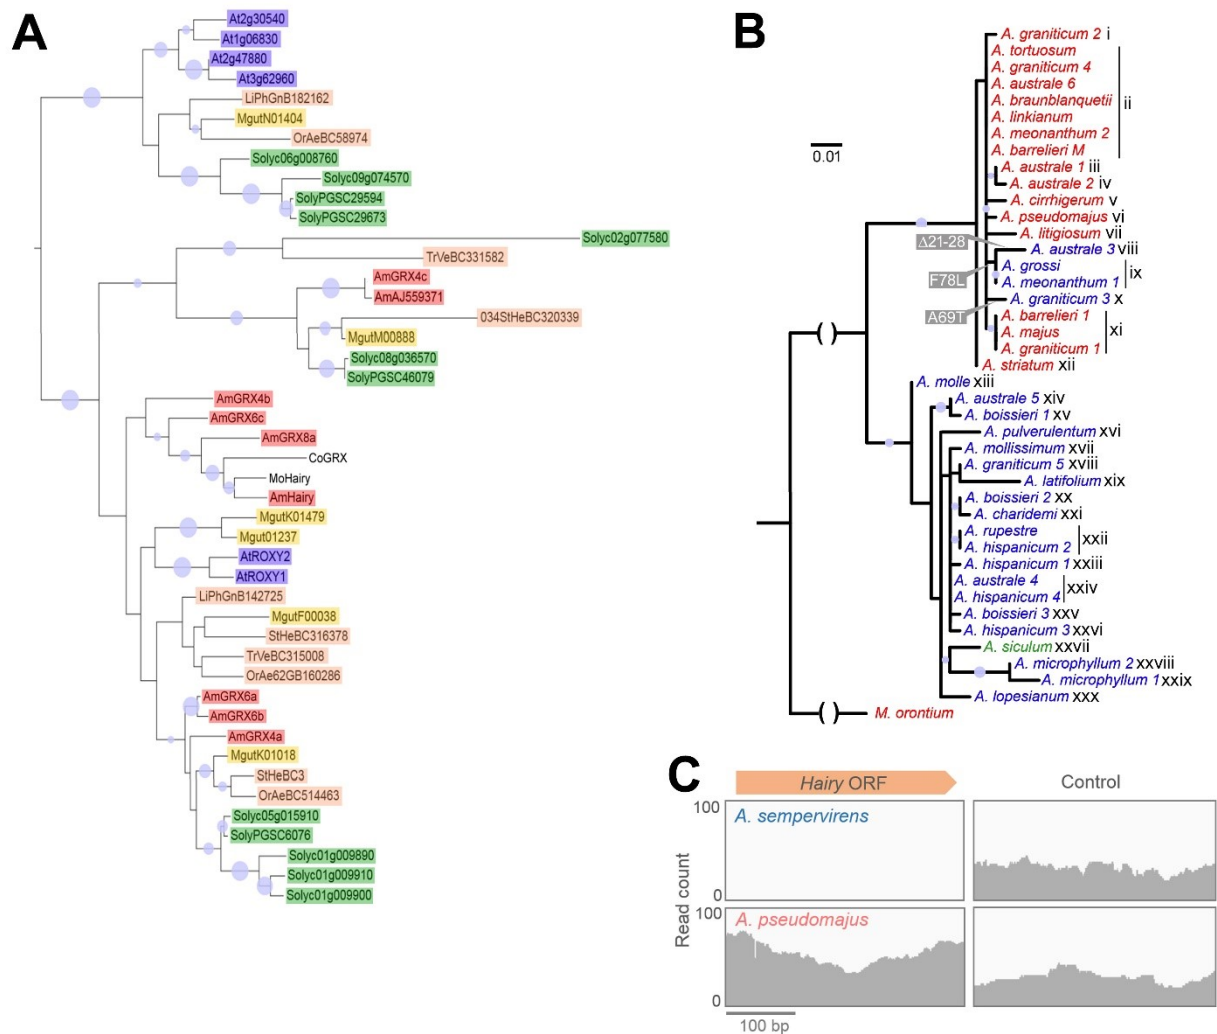 A
At2g30540
At1g06830
At2g47880
At3g62960
LiPhGnB182162
MgutN01404
OrAeBC58974
Solyc06g008760
Solyc09g074570
SolyPGSC29594
SolyPGSC29673
Solyc02g077580
TrVeBC331582
AmGRX4c
AmAJ559371
034StHeBC320339
MgutM00888
Solyc08g036570
SolyPGSC46079
AmGRX4b
AmGRX6c
AmGRX8a
CoGRX
MoHairy
AmHairy
MgutK01479
Mgut01237
AtROXY2
AtROXY1
LiPhGnB142725
MgutF00038
StHeBC316378
TrVeBC315008
OrAe62GB160286
AmGRX6a
AmGRX6b
AmGRX4a
MgutK01018
StHeBC3
OrAeBC514463
Solyc05g015910
SolyPGSC6076
Solyc01g009890
Solyc01g009910
Solyc01g009900
B
0.01
A. graniticum 2 i
A. tortuosum
A. graniticum 4
A. australe 6
A. braunblanquetii
ii
A. linkianum
A. meonanthum 2
A. barrelieri M
A. australe 1 iii
A. australe 2 iv
A. cirrhigerum v
A. pseudomajus vi
A. litigiosum vii
Δ21-28
A. australe 3 viii
A. grossi
ix
F78L
A. meonanthum 1
A. graniticum 3 x
A69T
A. barrelieri 1
A. majus
xi
A. graniticum 1
A. striatum xii
A. molle xiii
A. australe 5 xiv
A. boissieri 1 xv
A. pulverulentum xvi
A. mollissimum xvii
A. graniticum 5 xviii
A. latifolium xix
A. boissieri 2 xx
A. charidemi xxi
A. rupestre
xxii
A. hispanicum 2
A. hispanicum 1 xxiii
A. australe 4
xxiv
A. hispanicum 4
A. boissieri 3 xxv
A. hispanicum 3 xxvi
A. siculum xxvii
A. microphyllum 2 xxviii
A. microphyllum 1 xxix
A. lopesianum xxx
( )
( )
M. orontium
C
Hairy ORF
Control
100
A. sempervirens
0
Read count
100
A. pseudomajus
0
100 bp